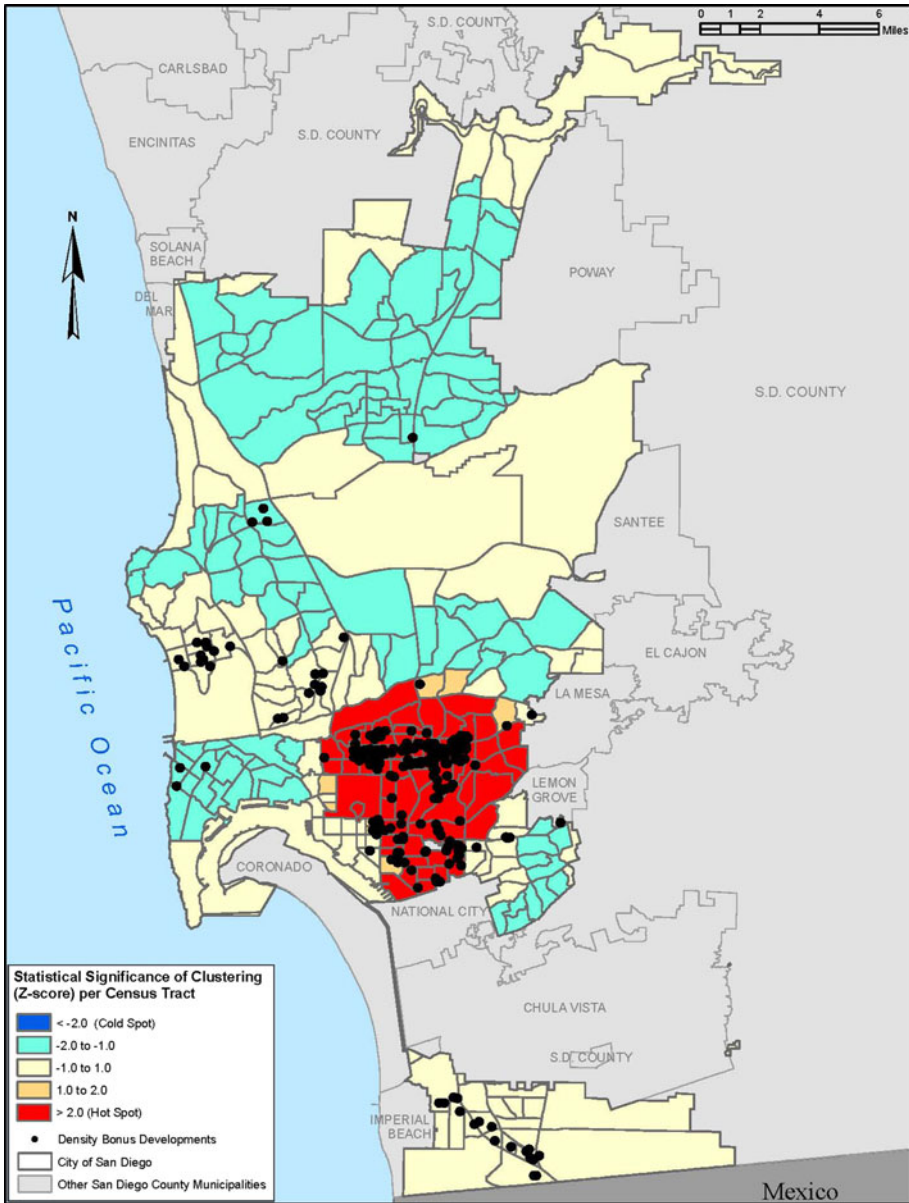 S.D. COUNTY
0 1 2 4 6
Miles
CARLSBAD
ENCINITAS
S.D. COUNTY
S.D. COUNTY
N
SOLANA
BEACH
DEL
MAR
POWAY
S.D. COUNTY
SANTEE
Pacific Ocean
EL CAJON
LA MESA
LEMON
GROVE
CORONADO
NATIONAL CITY
CHULA VISTA
S.D. COUNTY
IMPERIAL
BEACH
Mexico
Statistical Significance of Clustering
(Z-score) per Census Tract
< -2.0 (Cold Spot)
-2.0 to -1.0
-1.0 to 1.0
1.0 to 2.0
> 2.0 (Hot Spot)
Density Bonus Developments
City of San Diego
Other San Diego County Municipalities